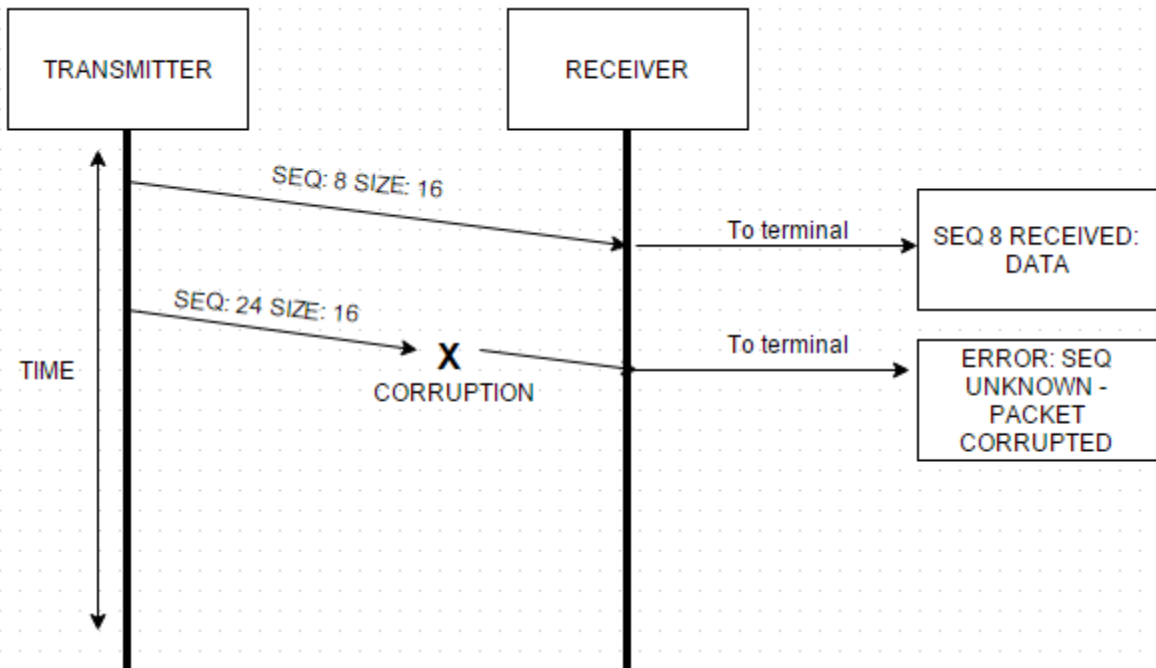 TRANSMITTER
RECEIVER
SEQ: 8 SIZE: 16
To terminal
SEQ 8 RECEIVED:
DATA
SEQ: 24 SIZE: 16
To terminal
X
CORRUPTION
TIME
ERROR: SEQ
UNKNOWN -
PACKET
CORRUPTED